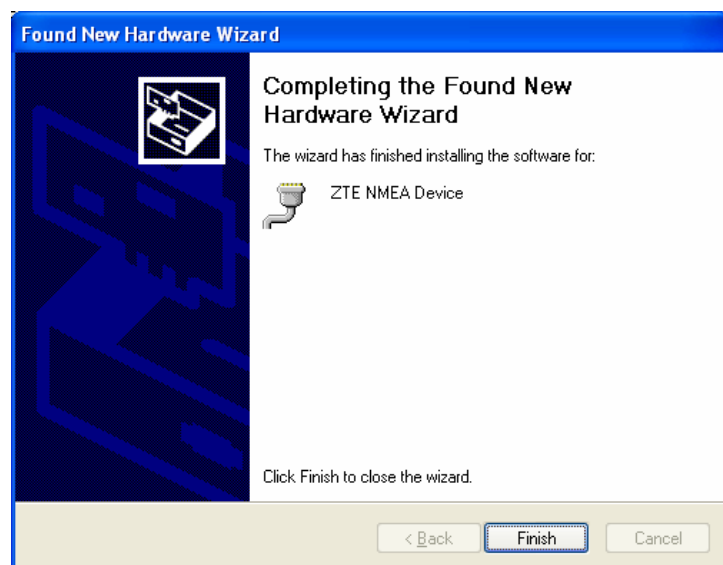 Found New Hardware Wizard
Completing the Found New
Hardware Wizard
The wizard has finished installing the software for:
ZTE NMEA Device
Click Finish to close the wizard.
< Back Finish Cancel